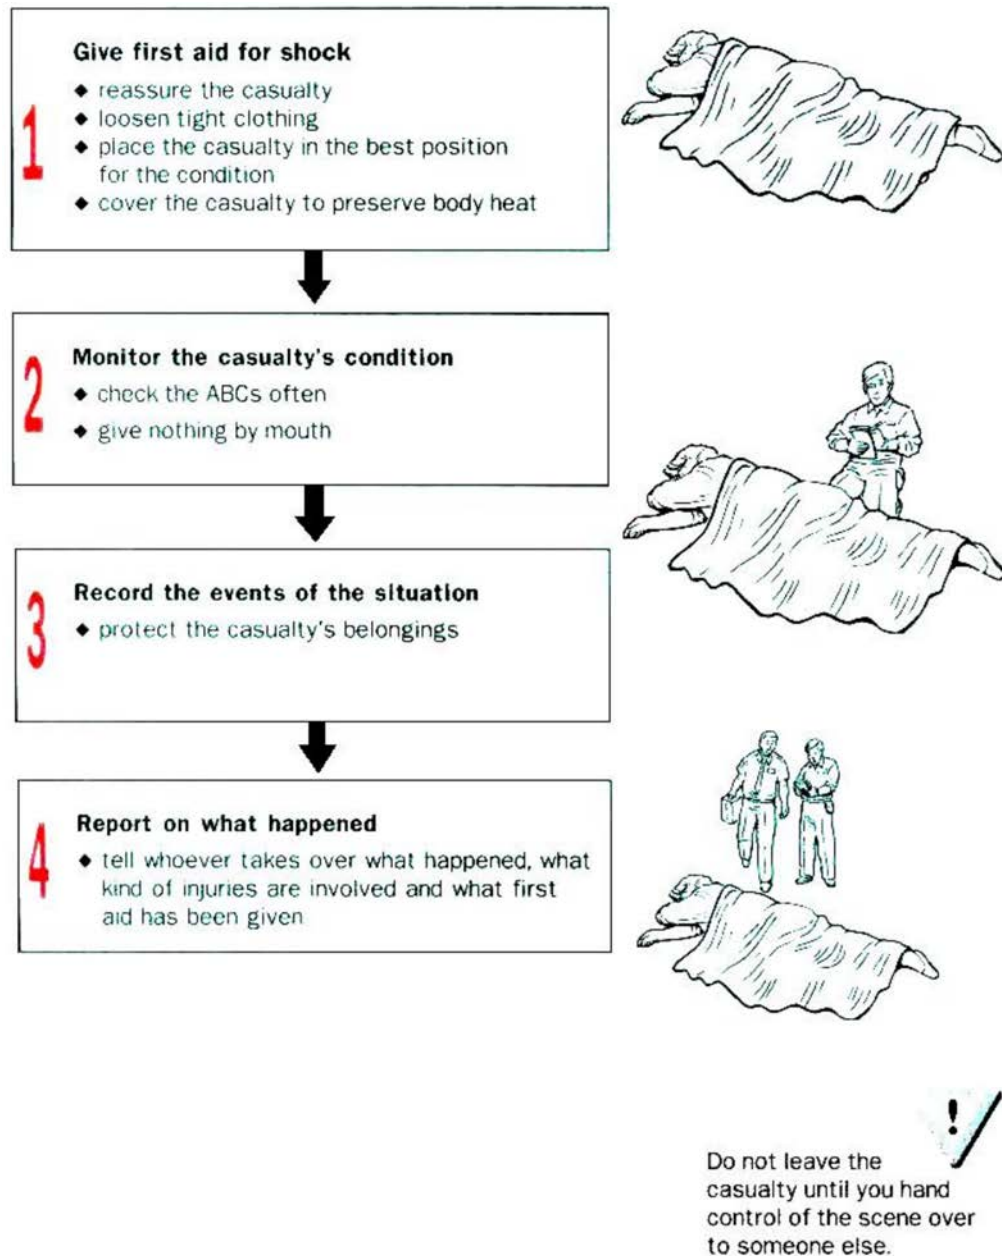 1
Give first aid for shock
◆ reassure the casualty
◆ loosen tight clothing
◆ place the casualty in the best position
for the condition
◆ cover the casualty to preserve body heat
2
Monitor the casualty's condition
◆ check the ABCs often
◆ give nothing by mouth
3
Record the events of the situation
◆ protect the casualty's belongings
4
Report on what happened
◆ tell whoever takes over what happened, what
kind of injuries are involved and what first
aid has been given
!
Do not leave the
casualty until you hand
control of the scene over
to someone else.